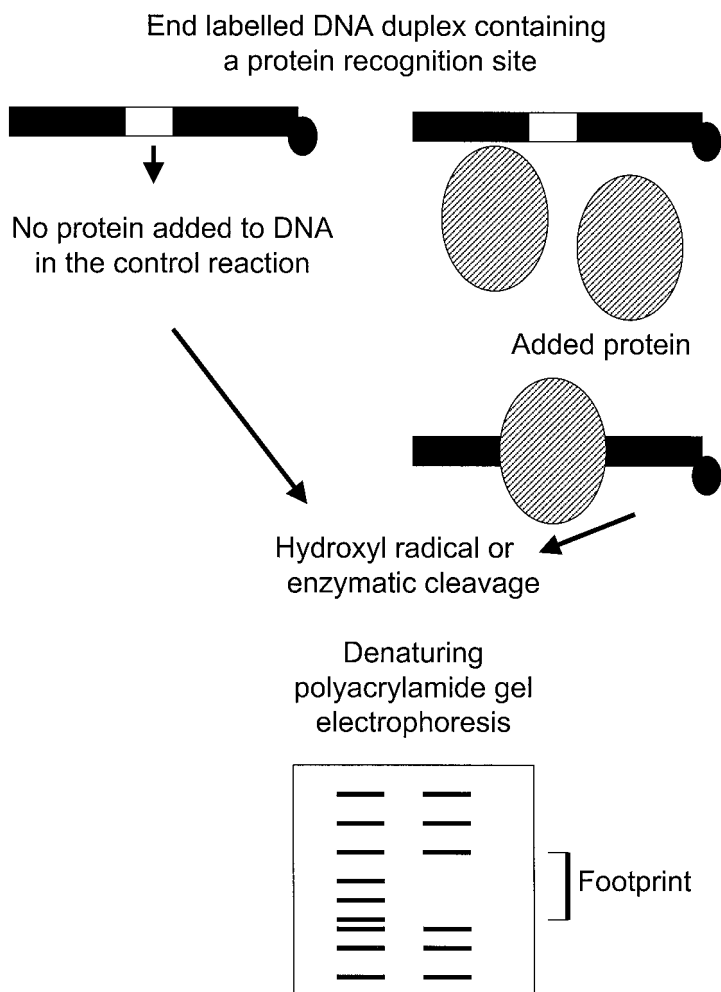 End labelled DNA duplex containing
a protein recognition site
No protein added to DNA
in the control reaction
Added protein
Hydroxyl radical or
enzymatic cleavage
Denaturing
polyacrylamide gel
electrophoresis
Footprint